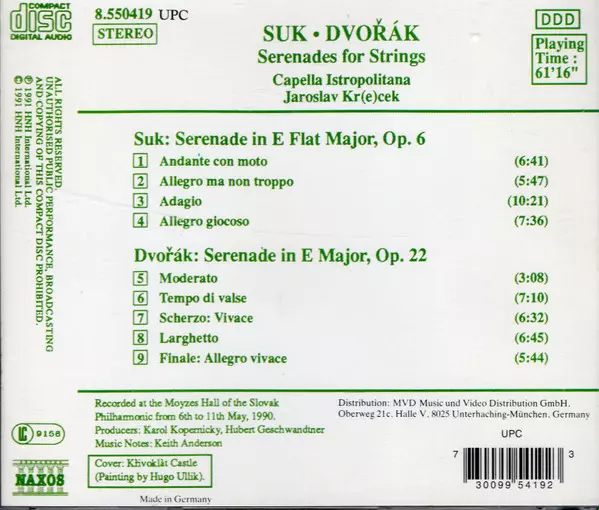 COMPACT
disc
DIGITAL AUDIO
8.550419 UPC
STEREO
SUK · DVOŘÁK
Serenades for Strings
Capella Istropolitana
Jaroslav Kr(e)cek
DDD
Playing
Time :
61'16"
ALL RIGHTS RESERVED.
UNAUTHORISED PUBLIC PERFORMANCE, BROADCASTING
AND COPYING OF THIS COMPACT DISC PROHIBITED.
℗ 1991 HNH International Ltd.
© 1991 HNH International Ltd.
Suk: Serenade in E Flat Major, Op. 6
1 Andante con moto (6:41)
2 Allegro ma non troppo (5:47)
3 Adagio (10:21)
4 Allegro giocoso (7:36)
Dvořák: Serenade in E Major, Op. 22
5 Moderato (3:08)
6 Tempo di valse (7:10)
7 Scherzo: Vivace (6:32)
8 Larghetto (6:45)
9 Finale: Allegro vivace (5:44)
Recorded at the Moyzes Hall of the Slovak
Philharmonic from 6th to 11th May, 1990.
Producers: Karol Kopernicky, Hubert Geschwandtner
Music Notes: Keith Anderson
Distribution: MVD Music und Video Distribution GmbH.
Oberweg 21c. Halle V. 8025 Unterhaching-München, Germany
LC 9158
NAXOS
Cover: Křivoklát Castle
(Painting by Hugo Ullik).
Made in Germany
UPC
7 30099 54192 3